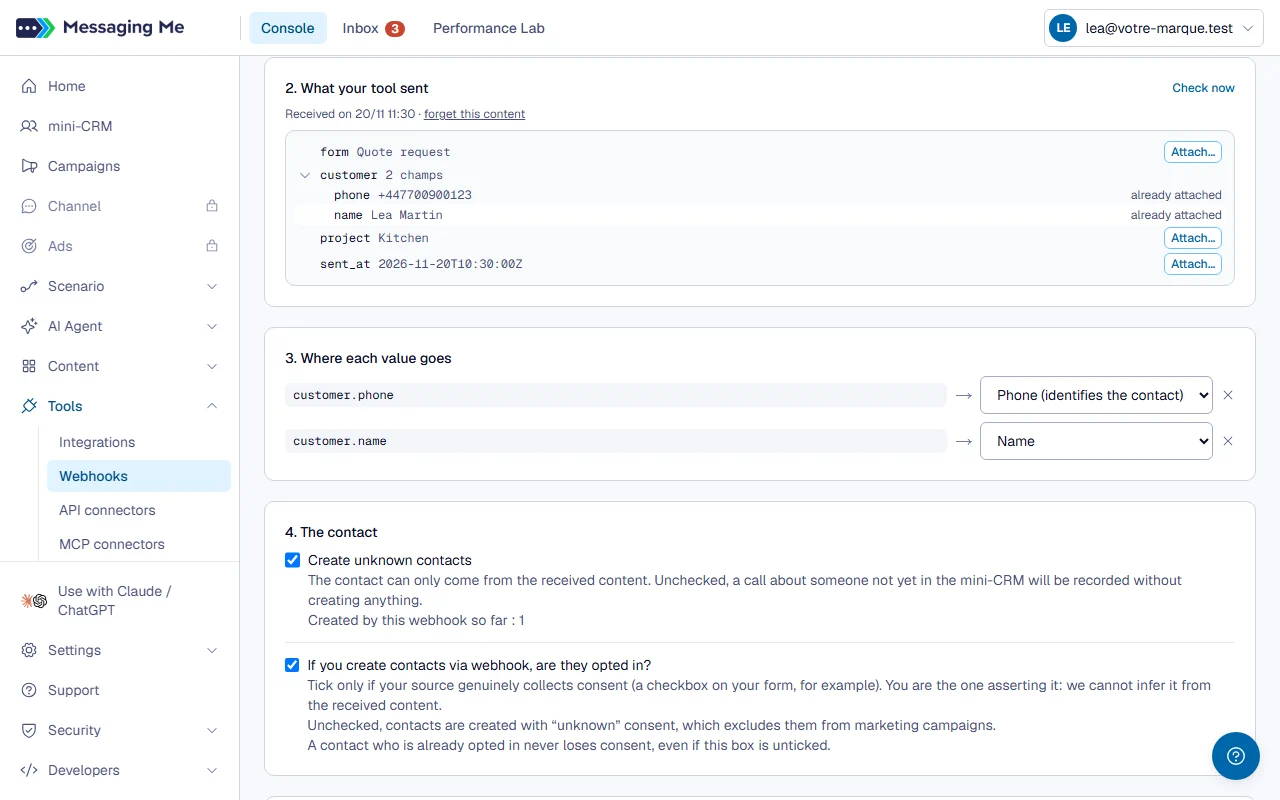 Messaging Me
Console
Inbox 3
Performance Lab
LE lea@votre-marque.test
Home
mini-CRM
Campaigns
Channel
Ads
Scenario
AI Agent
Content
Tools
Integrations
Webhooks
API connectors
MCP connectors
Use with Claude /
ChatGPT
Settings
Support
Security
Developers
2. What your tool sent
Check now
Received on 20/11 11:30 · forget this content
form Quote request
Attach…
customer 2 champs
phone +447700900123
already attached
name Lea Martin
already attached
project Kitchen
Attach…
sent_at 2026-11-20T10:30:00Z
Attach…
3. Where each value goes
customer.phone → Phone (identifies the contact) ×
customer.name → Name ×
4. The contact
Create unknown contacts
The contact can only come from the received content. Unchecked, a call about someone not yet in the mini-CRM will be recorded without
creating anything.
Created by this webhook so far : 1
If you create contacts via webhook, are they opted in?
Tick only if your source genuinely collects consent (a checkbox on your form, for example). You are the one asserting it: we cannot infer it from
the received content.
Unchecked, contacts are created with “unknown” consent, which excludes them from marketing campaigns.
A contact who is already opted in never loses consent, even if this box is unticked.